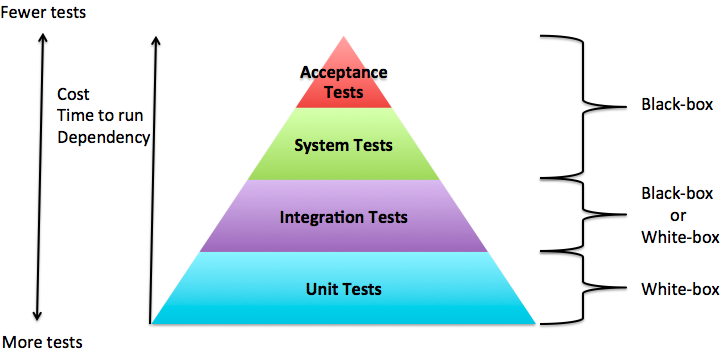 Fewer tests
Cost
Time to run
Dependency
More tests
Acceptance
Tests
System Tests
Integration Tests
Unit Tests
Black-box
Black-box
or
White-box
White-box